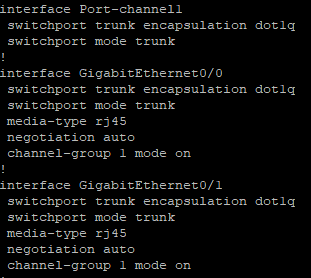 interface Port-channel1
 switchport trunk encapsulation dot1q
 switchport mode trunk
!
interface GigabitEthernet0/0
 switchport trunk encapsulation dot1q
 switchport mode trunk
 media-type rj45
 negotiation auto
 channel-group 1 mode on
!
interface GigabitEthernet0/1
 switchport trunk encapsulation dot1q
 switchport mode trunk
 media-type rj45
 negotiation auto
 channel-group 1 mode on